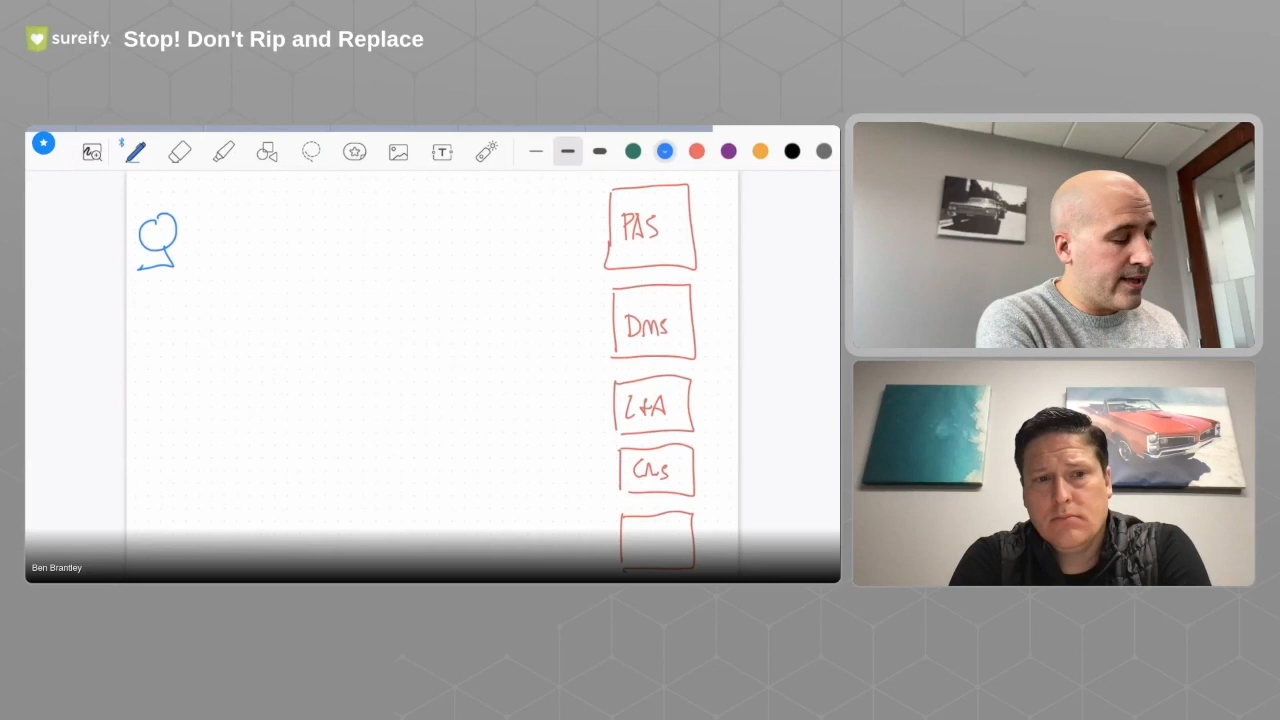 sureify
Stop! Don't Rip and Replace
T
PAS
Dms
L+A
CMS
Ben Brantley